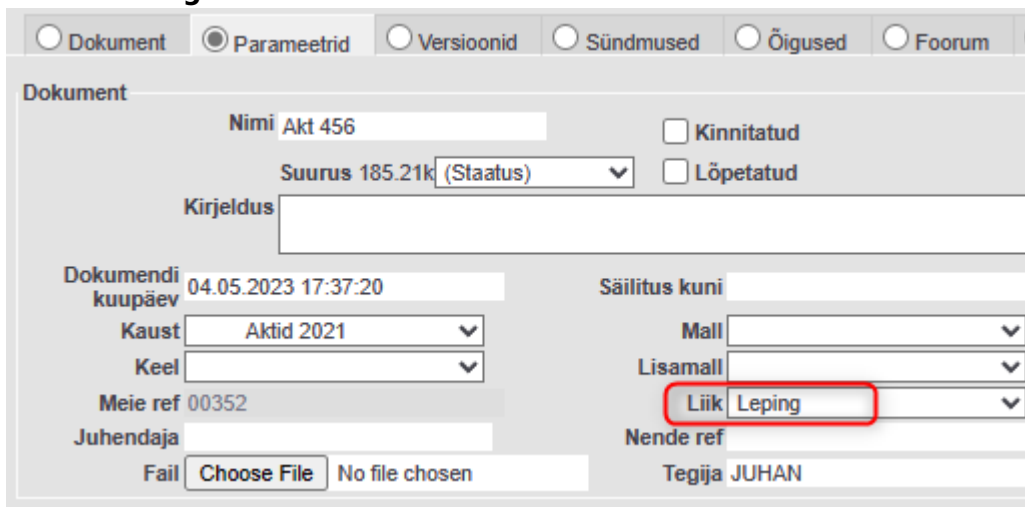 Dokument Parameetrid Versioonid Sündmused Õigused Foorum
Dokument
Nimi Akt 456 Kinnitatud
Suurus 185.21k (Staatus) Lõpetatud
Kirjeldus
Dokumendi kuupäev 04.05.2023 17:37:20 Säilitus kuni
Kaust Aktid 2021 Mall
Keel Lisamall
Meie ref 00352 Liik Leping
Juhendaja Nende ref
Fail Choose File No file chosen Tegija JUHAN